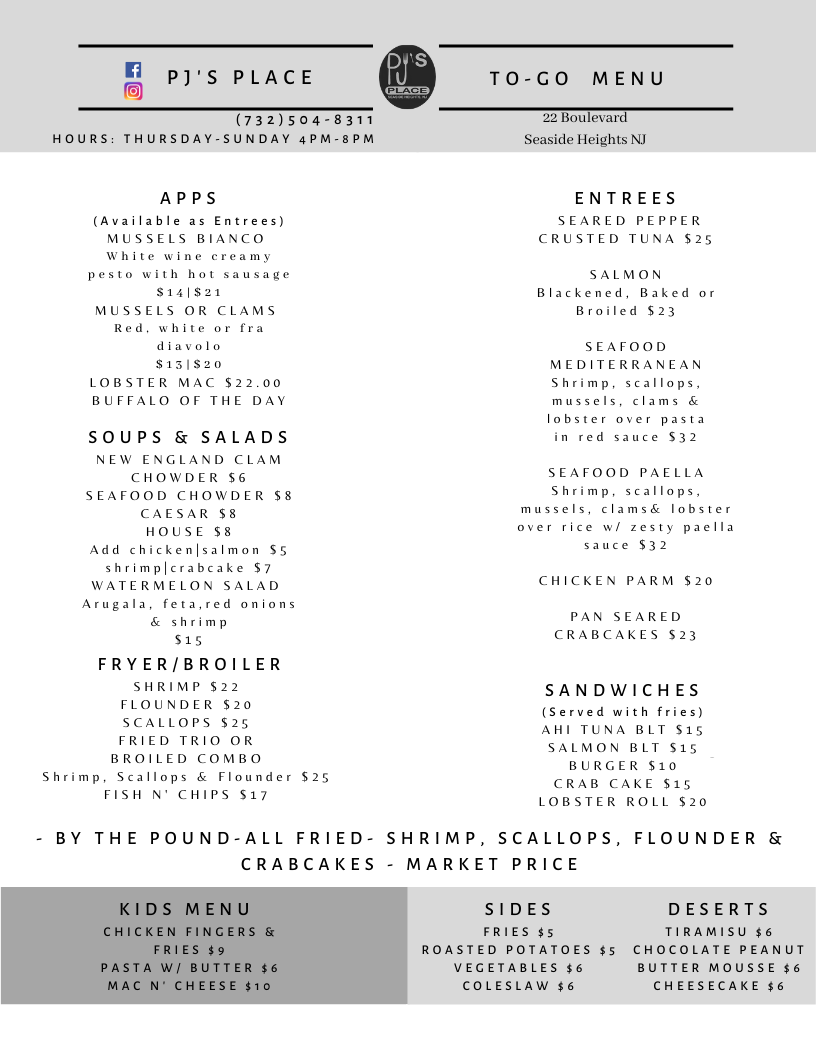 PJ'S PLACE
PJ'S
PLACE
SEASIDE HEIGHTS, NJ
TO-GO MENU
(732)504-8311
HOURS: THURSDAY-SUNDAY 4PM-8PM
22 Boulevard
Seaside Heights NJ
APPS
(Available as Entrees)
MUSSELS BIANCO
White wine creamy
pesto with hot sausage
$14|$21
MUSSELS OR CLAMS
Red, white or fra
diavolo
$13|$20
LOBSTER MAC $22.00
BUFFALO OF THE DAY
SOUPS & SALADS
NEW ENGLAND CLAM
CHOWDER $6
SEAFOOD CHOWDER $8
CAESAR $8
HOUSE $8
Add chicken|salmon $5
shrimp|crabcake $7
WATERMELON SALAD
Arugala, feta,red onions
& shrimp
$15
FRYER/BROILER
SHRIMP $22
FLOUNDER $20
SCALLOPS $25
FRIED TRIO OR
BROILED COMBO
Shrimp, Scallops & Flounder $25
FISH N' CHIPS $17
ENTREES
SEARED PEPPER
CRUSTED TUNA $25
SALMON
Blackened, Baked or
Broiled $23
SEAFOOD
MEDITERRANEAN
Shrimp, scallops,
mussels, clams &
lobster over pasta
in red sauce $32
SEAFOOD PAELLA
Shrimp, scallops,
mussels, clams& lobster
over rice w/ zesty paella
sauce $32
CHICKEN PARM $20
PAN SEARED
CRABCAKES $23
SANDWICHES
(Served with fries)
AHI TUNA BLT $15
SALMON BLT $15
BURGER $10
CRAB CAKE $15
LOBSTER ROLL $20
- BY THE POUND-ALL FRIED- SHRIMP, SCALLOPS, FLOUNDER &
CRABCAKES - MARKET PRICE
KIDS MENU
CHICKEN FINGERS &
FRIES $9
PASTA W/ BUTTER $6
MAC N' CHEESE $10
SIDES
FRIES $5
ROASTED POTATOES $5
VEGETABLES $6
COLESLAW $6
DESERTS
TIRAMISU $6
CHOCOLATE PEANUT
BUTTER MOUSSE $6
CHEESECAKE $6